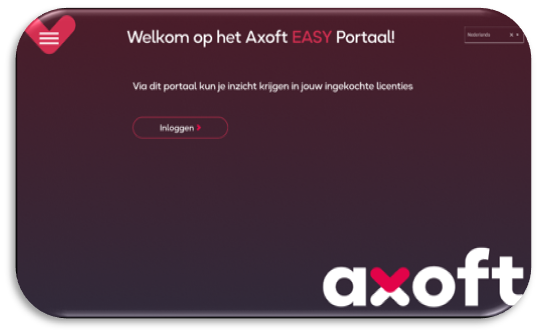 Welkom op het Axoft EASY Portaal!
Nederlands
Via dit portaal kun je inzicht krijgen in jouw ingekochte licenties
Inloggen >
axoft